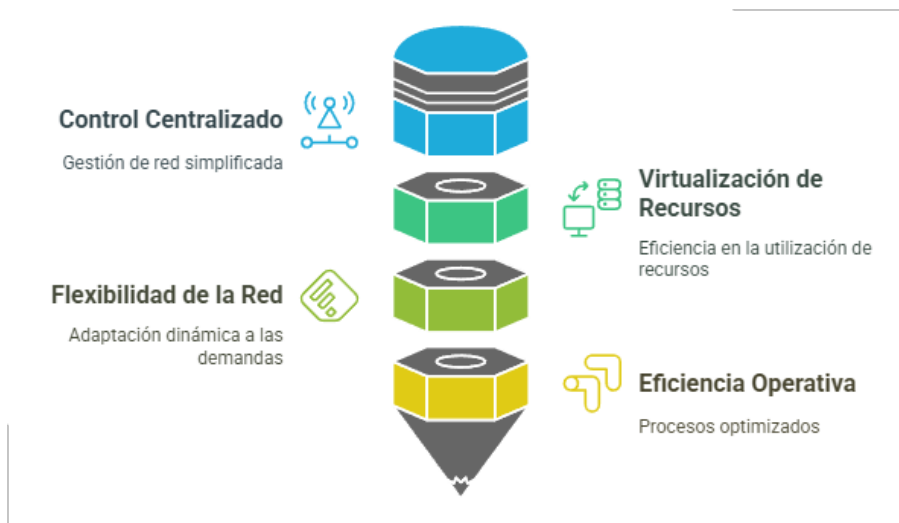 Control Centralizado
Gestión de red simplificada
Virtualización de
Recursos
Eficiencia en la utilización de
recursos
Flexibilidad de la Red
Adaptación dinámica a las
demandas
Eficiencia Operativa
Procesos optimizados